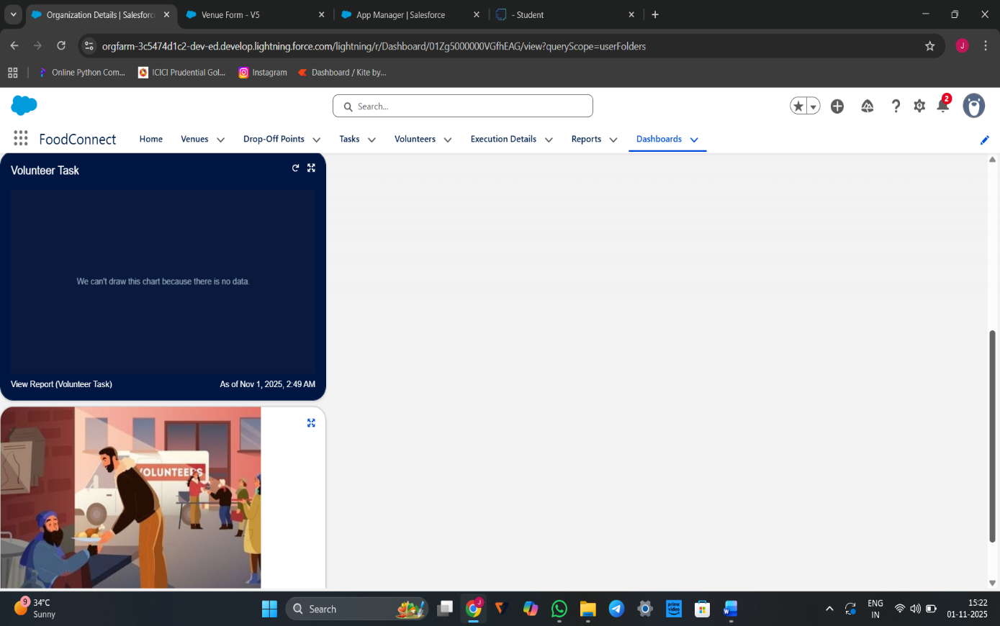 Organization Details | Salesforc
Venue Form - V5
App Manager | Salesforce
- Student
orgfarm-3c5474d1c2-dev-ed.develop.lightning.force.com/lightning/r/Dashboard/01Zg5000000VGfhEAG/view?queryScope=userFolders
J
Online Python Com...
ICICI Prudential Gol...
Instagram
Dashboard / Kite by...
Search...
2
FoodConnect
Home
Venues
Drop-Off Points
Tasks
Volunteers
Execution Details
Reports
Dashboards
Volunteer Task
We can't draw this chart because there is no data.
View Report (Volunteer Task)
As of Nov 1, 2025, 2:49 AM
VOLUNTEERS
9
34°C
Sunny
Search
J
prime video
W
ENG
IN
15:22
01-11-2025